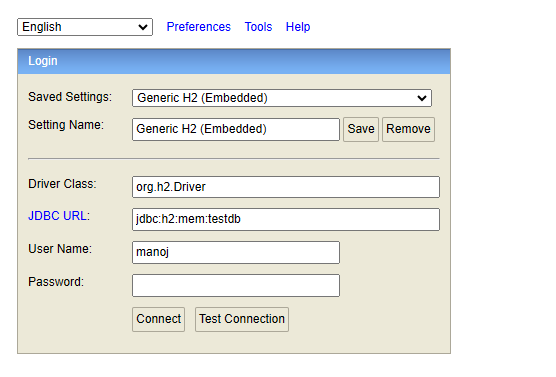 English Preferences Tools Help
Login
Saved Settings: Generic H2 (Embedded)
Setting Name: Generic H2 (Embedded) Save Remove
Driver Class: org.h2.Driver
JDBC URL: jdbc:h2:mem:testdb
User Name: manoj
Password:
Connect Test Connection